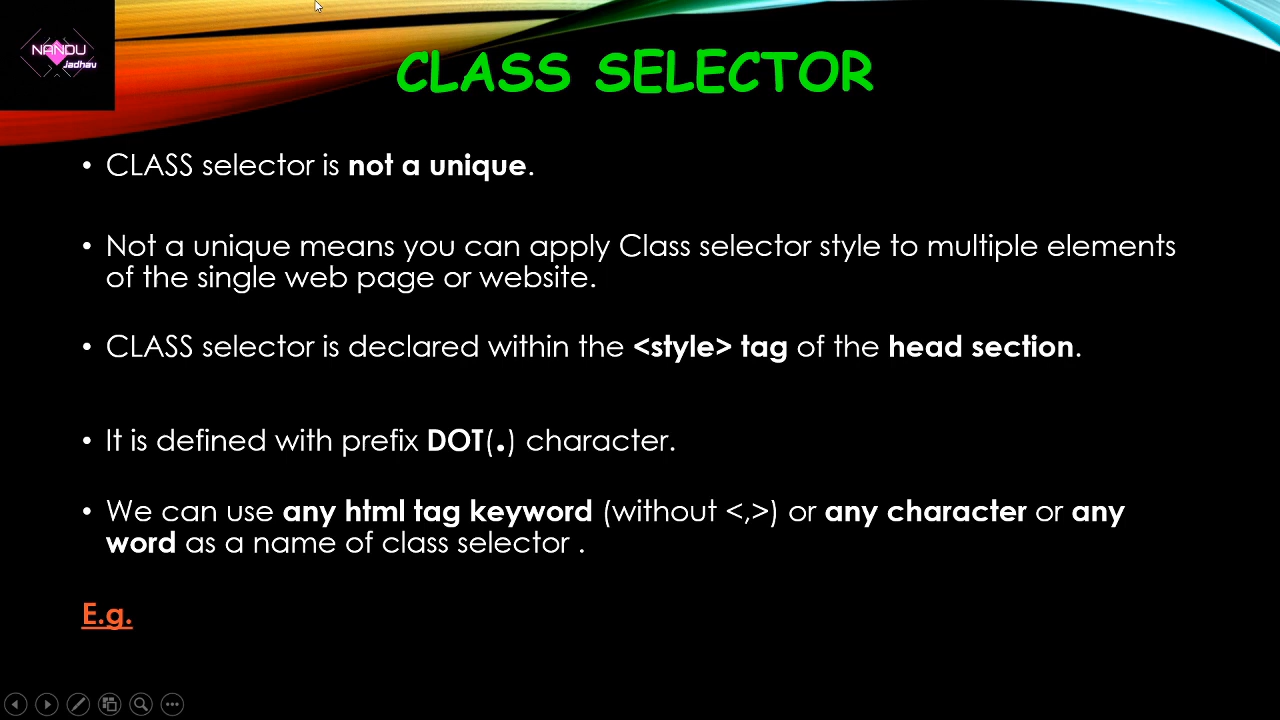 NANDU
Jadhav
CLASS SELECTOR
• CLASS selector is not a unique.
• Not a unique means you can apply Class selector style to multiple elements
of the single web page or website.
• CLASS selector is declared within the <style> tag of the head section.
• It is defined with prefix DOT(.) character.
• We can use any html tag keyword (without <,>) or any character or any
word as a name of class selector .
E.g.